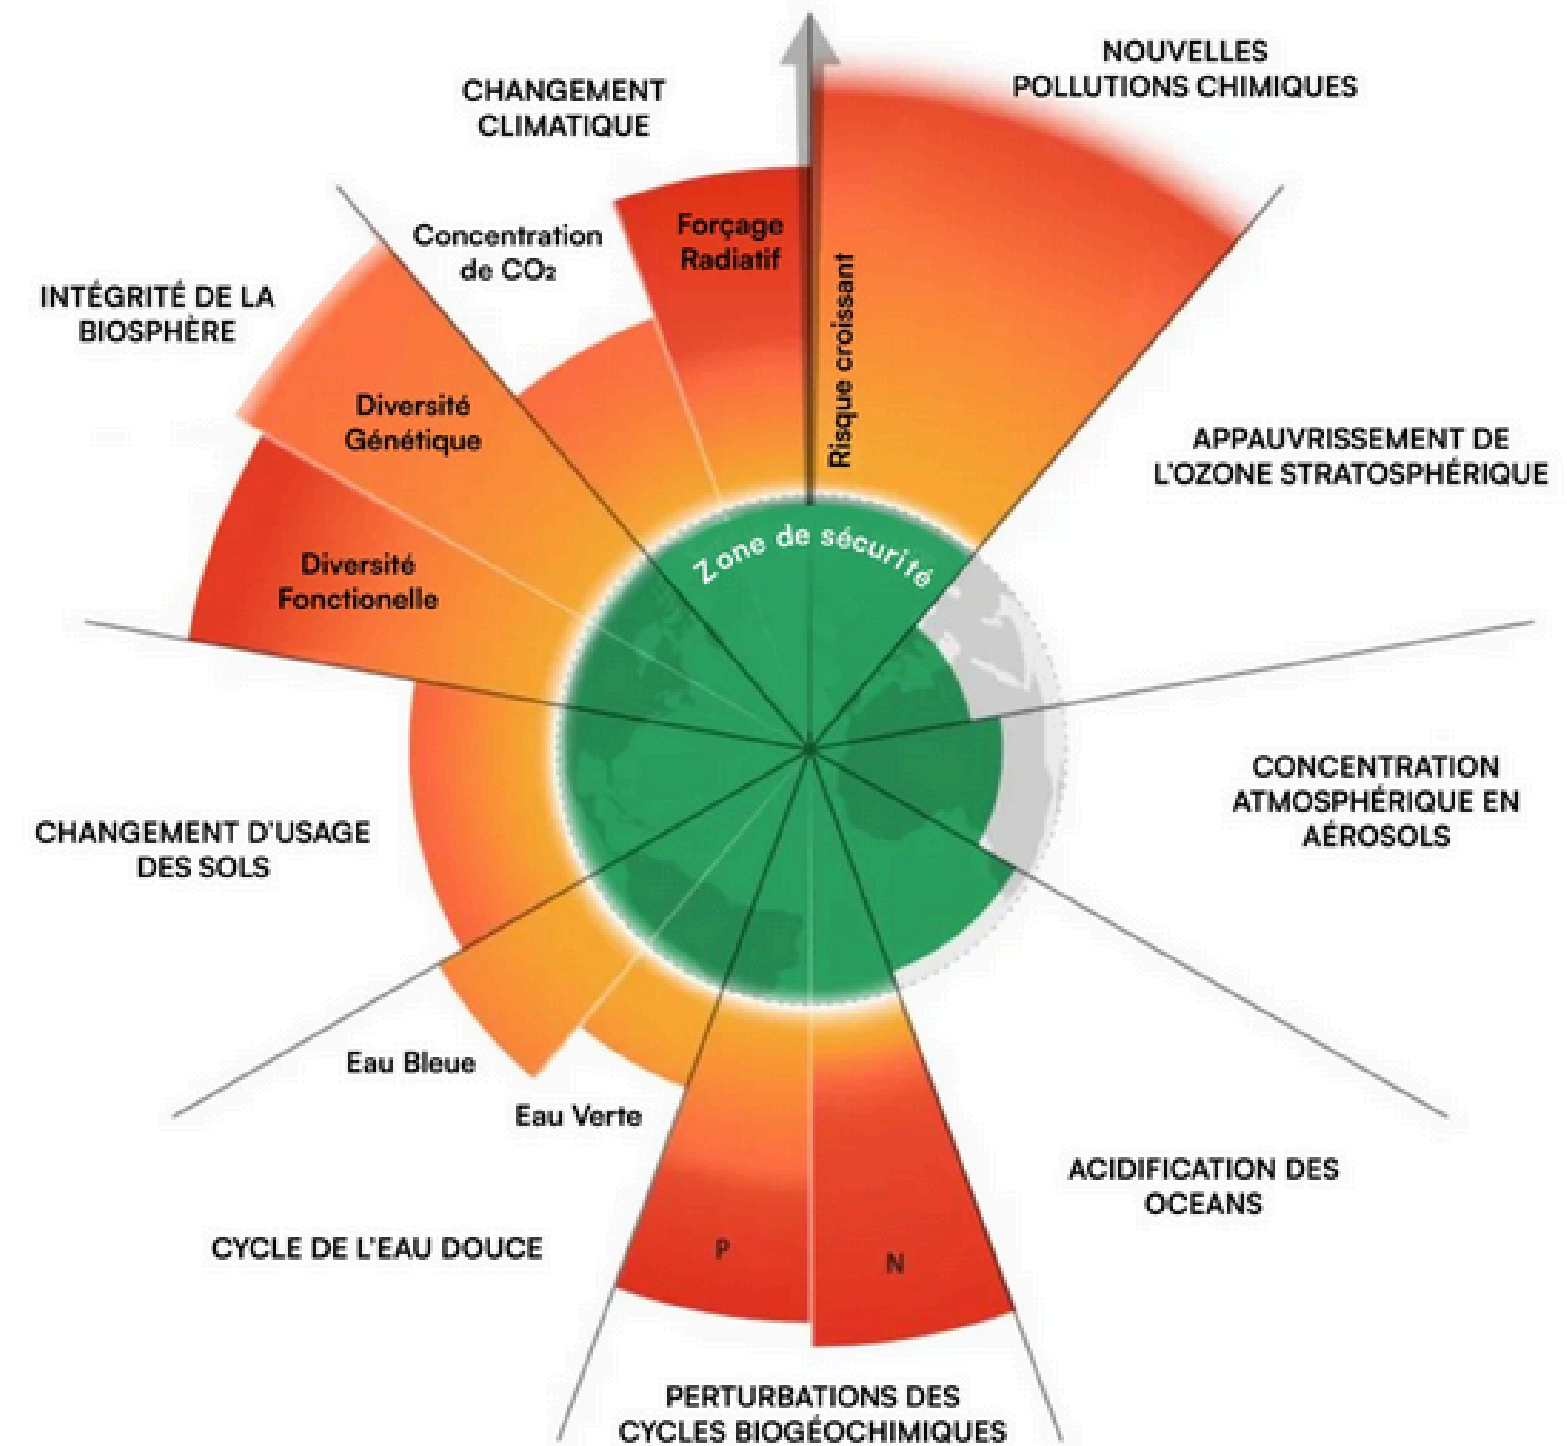 NOUVELLES
POLLUTIONS CHIMIQUES
CHANGEMENT
CLIMATIQUE
Concentration
de CO₂
Forçage
Radiatif
Risque croissant
INTÉGRITÉ DE LA
BIOSPHÈRE
Diversité
Génétique
Diversité
Fonctionelle
Zone de sécurité
APPAUVRISSEMENT DE
L'OZONE STRATOSPHÉRIQUE
CONCENTRATION
ATMOSPHÉRIQUE EN
AÉROSOLS
CHANGEMENT D'USAGE
DES SOLS
Eau Bleue
Eau Verte
CYCLE DE L'EAU DOUCE
ACIDIFICATION DES
OCEANS
P
N
PERTURBATIONS DES
CYCLES BIOGÉOCHIMIQUES